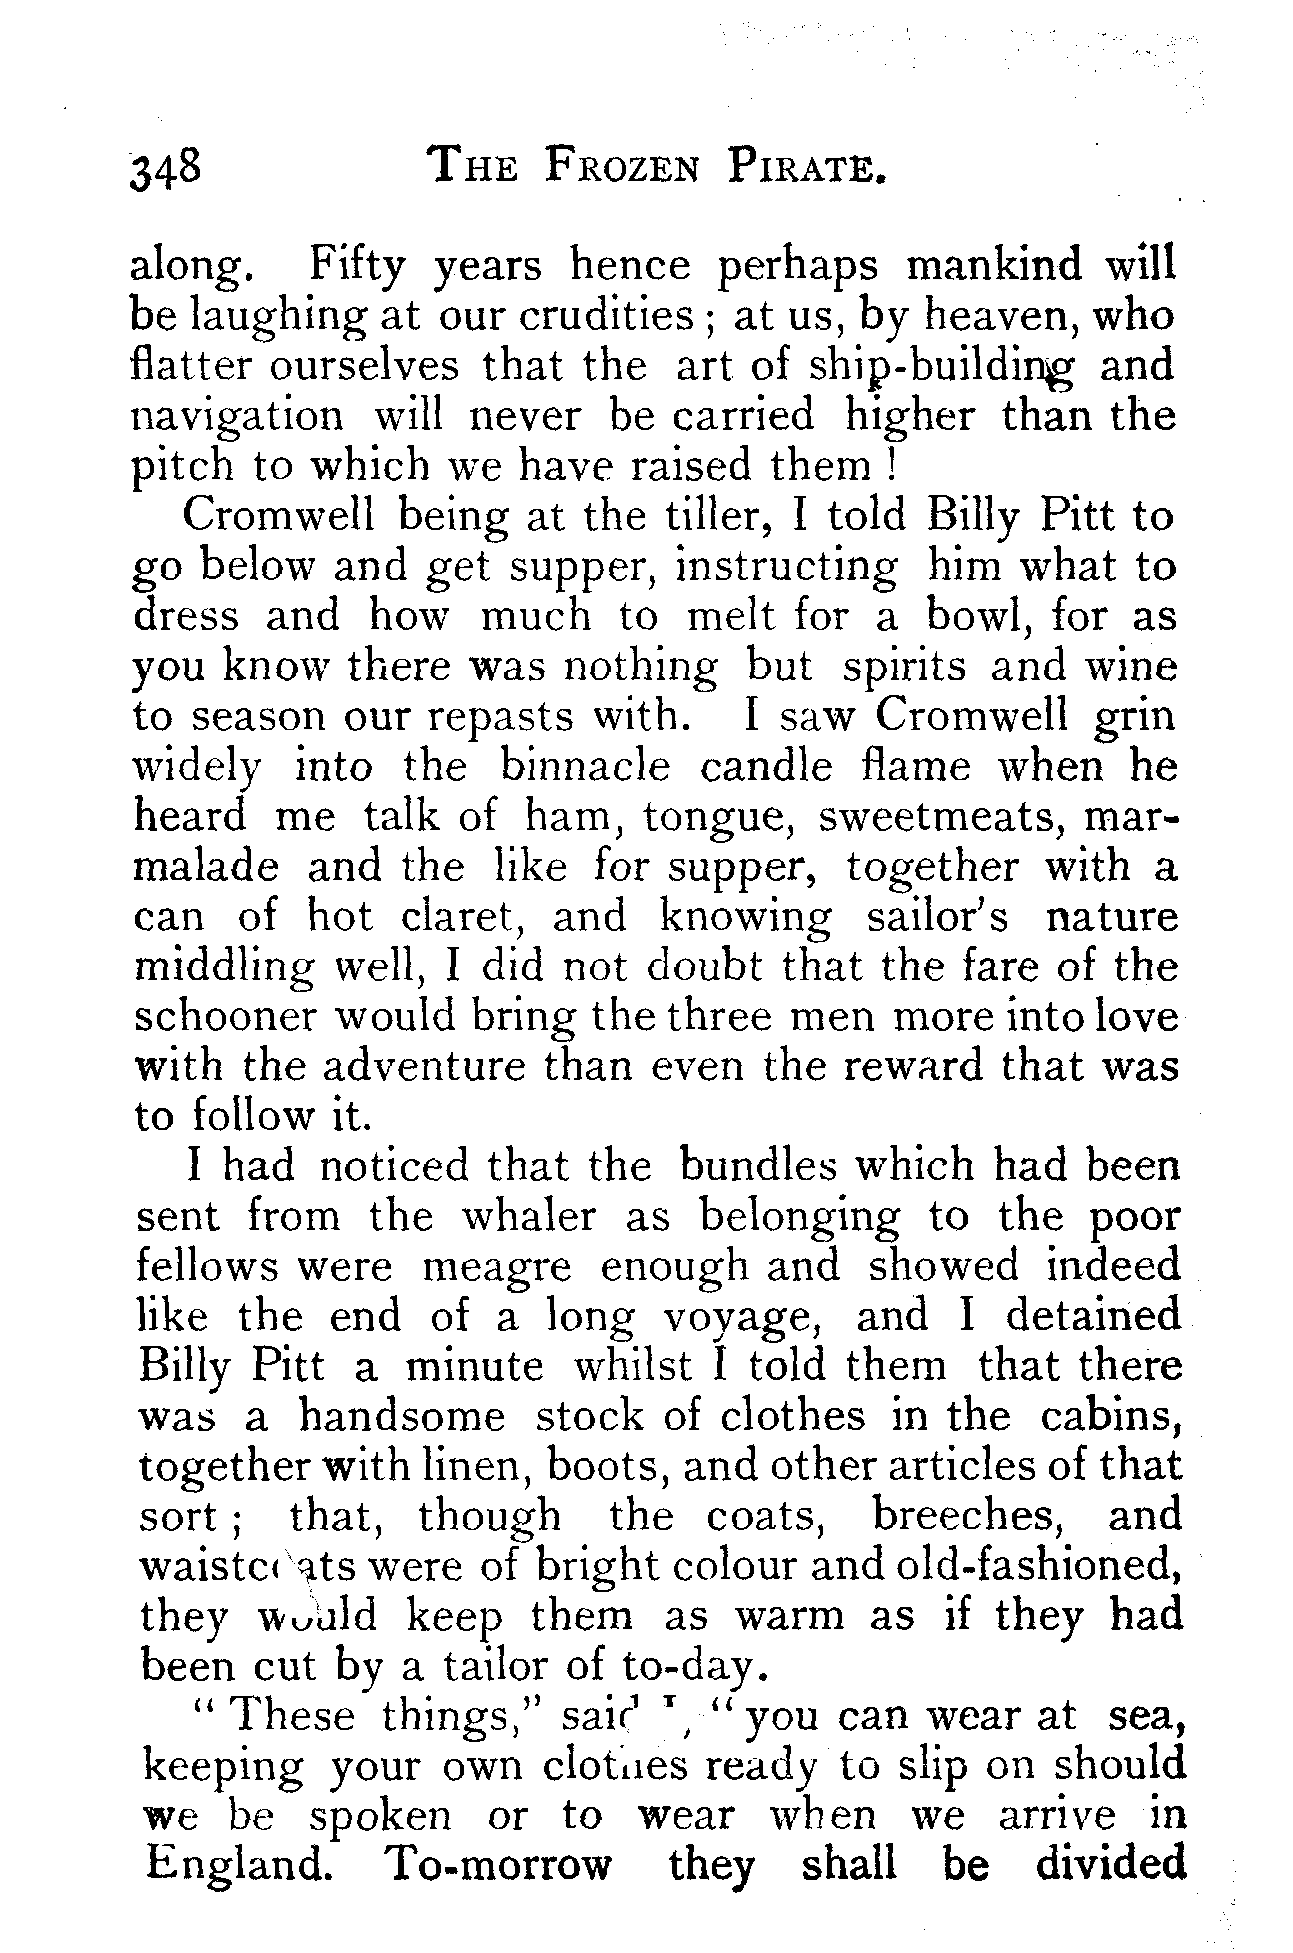 348 THE FROZEN PIRATE.
along. Fifty years hence perhaps mankind will
be laughing at our crudities ; at us, by heaven, who
flatter ourselves that the art of ship-building and
navigation will never be carried higher than the
pitch to which we have raised them !
Cromwell being at the tiller, I told Billy Pitt to
go below and get supper, instructing him what to
dress and how much to melt for a bowl, for as
you know there was nothing but spirits and wine
to season our repasts with. I saw Cromwell grin
widely into the binnacle candle flame when he
heard me talk of ham, tongue, sweetmeats, mar-
malade and the like for supper, together with a
can of hot claret, and knowing sailor's nature
middling well, I did not doubt that the fare of the
schooner would bring the three men more into love
with the adventure than even the reward that was
to follow it.
I had noticed that the bundles which had been
sent from the whaler as belonging to the poor
fellows were meagre enough and showed indeed
like the end of a long voyage, and I detained
Billy Pitt a minute whilst I told them that there
was a handsome stock of clothes in the cabins,
together with linen, boots, and other articles of that
sort ; that, though the coats, breeches, and
waistcoats were of bright colour and old-fashioned,
they would keep them as warm as if they had
been cut by a tailor of to-day.
" These things," said I, " you can wear at sea,
keeping your own clothes ready to slip on should
we be spoken or to wear when we arrive in
England. To-morrow they shall be divided